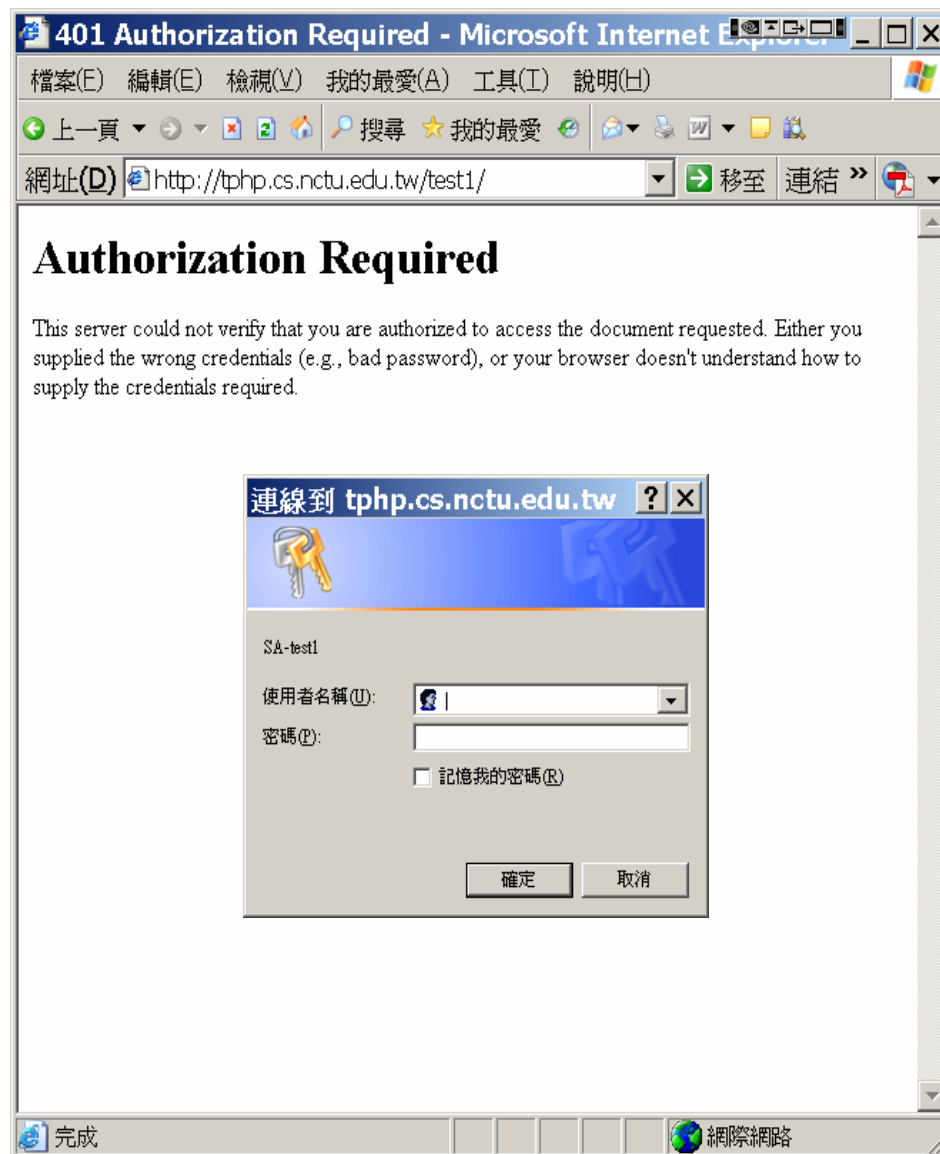 401 Authorization Required - Microsoft Internet Explorer
檔案(F) 編輯(E) 檢視(V) 我的最愛(A) 工具(T) 說明(H)
上一頁 搜尋 我的最愛
網址(D) http://tphp.cs.nctu.edu.tw/test1/ 移至 連結 »
Authorization Required
This server could not verify that you are authorized to access the document requested. Either you
supplied the wrong credentials (e.g., bad password), or your browser doesn't understand how to
supply the credentials required.
連線到 tphp.cs.nctu.edu.tw
SA-test1
使用者名稱(U):
密碼(P):
記憶我的密碼(R)
確定 取消
完成 網際網路